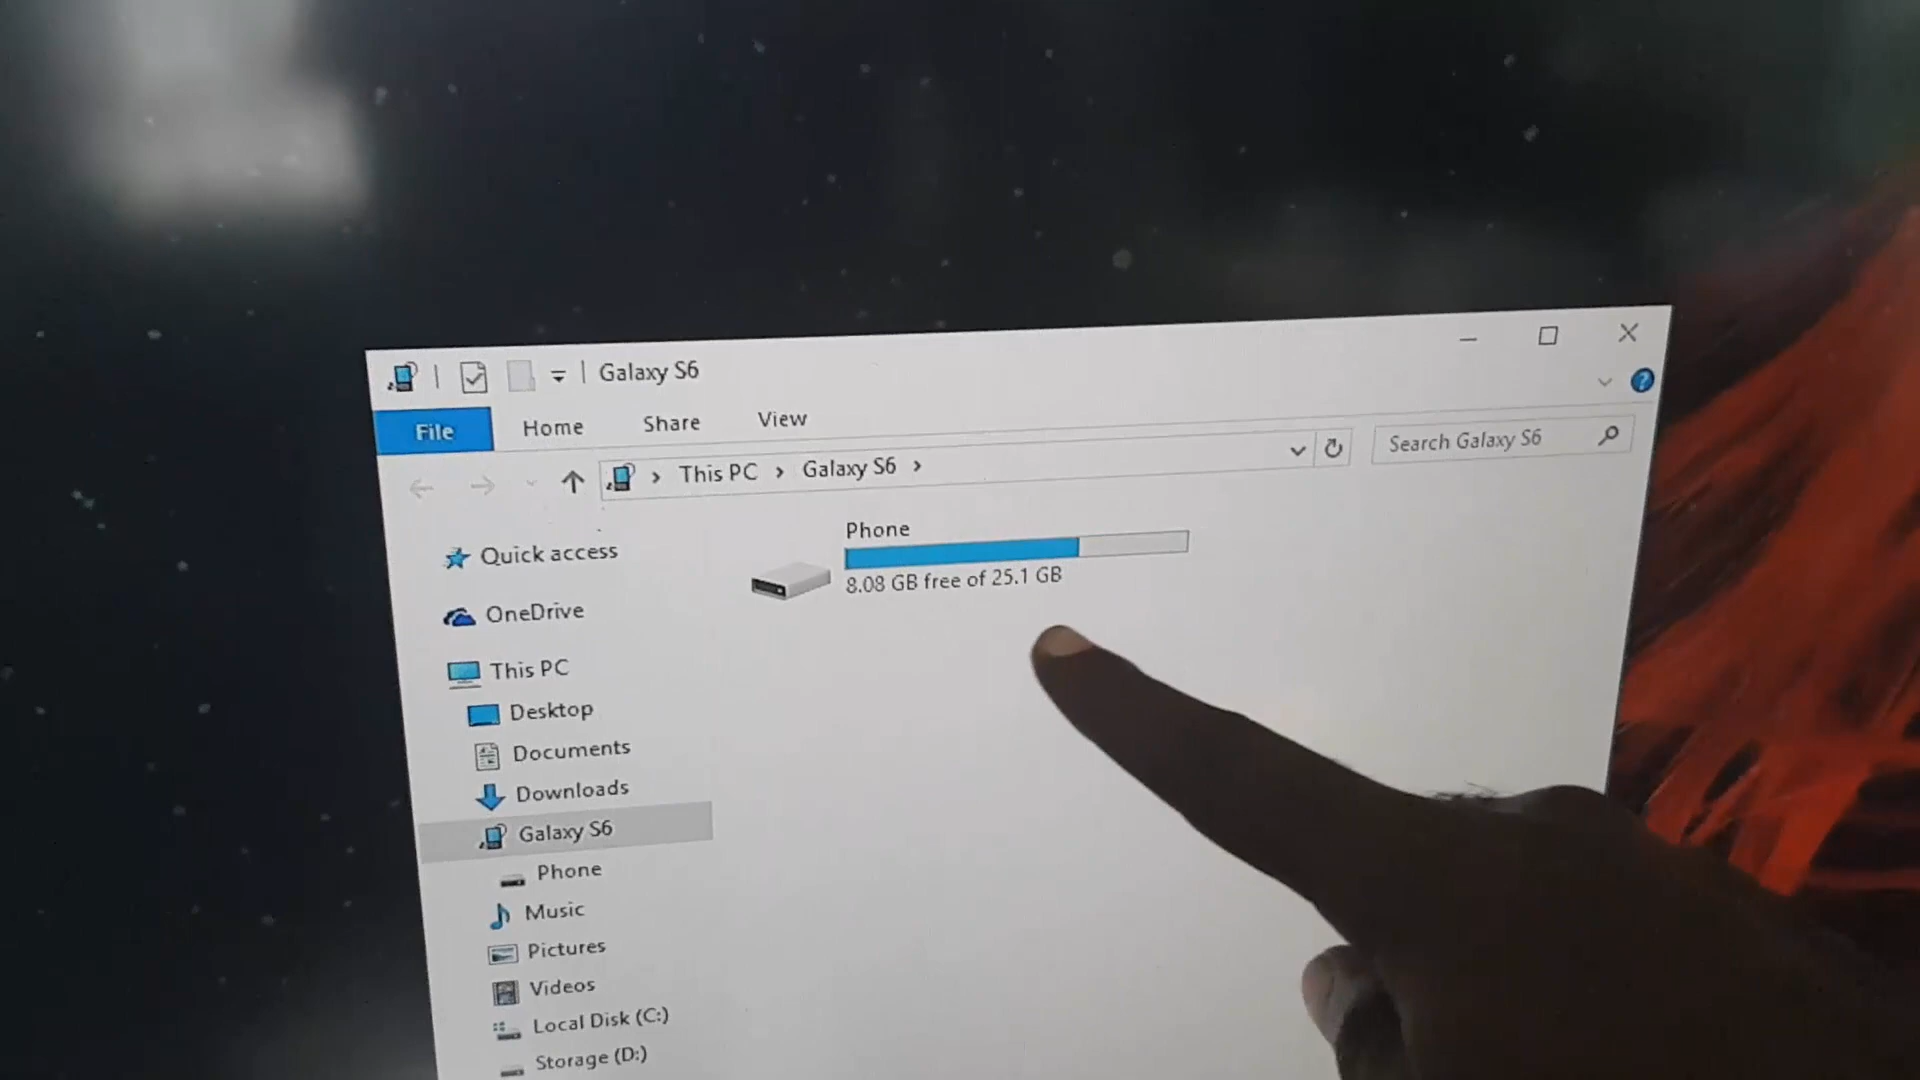 Galaxy S6
File Home Share View
This PC Galaxy S6
Search Galaxy S6
Phone
8.08 GB free of 25.1 GB
Quick access
OneDrive
This PC
Desktop
Documents
Downloads
Galaxy S6
Phone
Music
Pictures
Videos
Local Disk (C:)
Storage (D:)